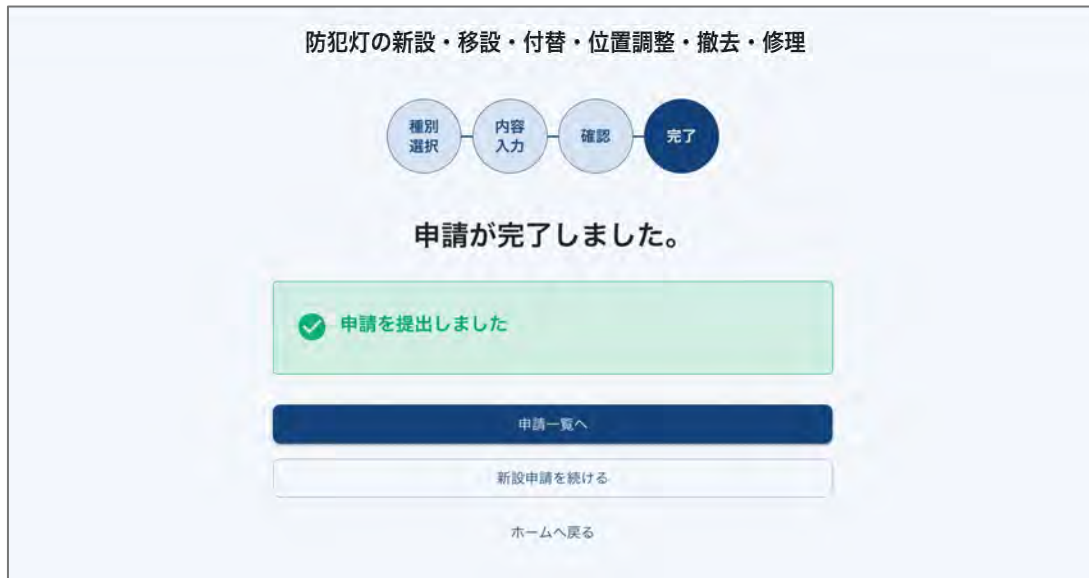 防犯灯の新設・移設・付替・位置調整・撤去・修理
種別
選択
内容
入力
確認
完了
申請が完了しました。
申請を提出しました
申請一覧へ
新設申請を続ける
ホームへ戻る